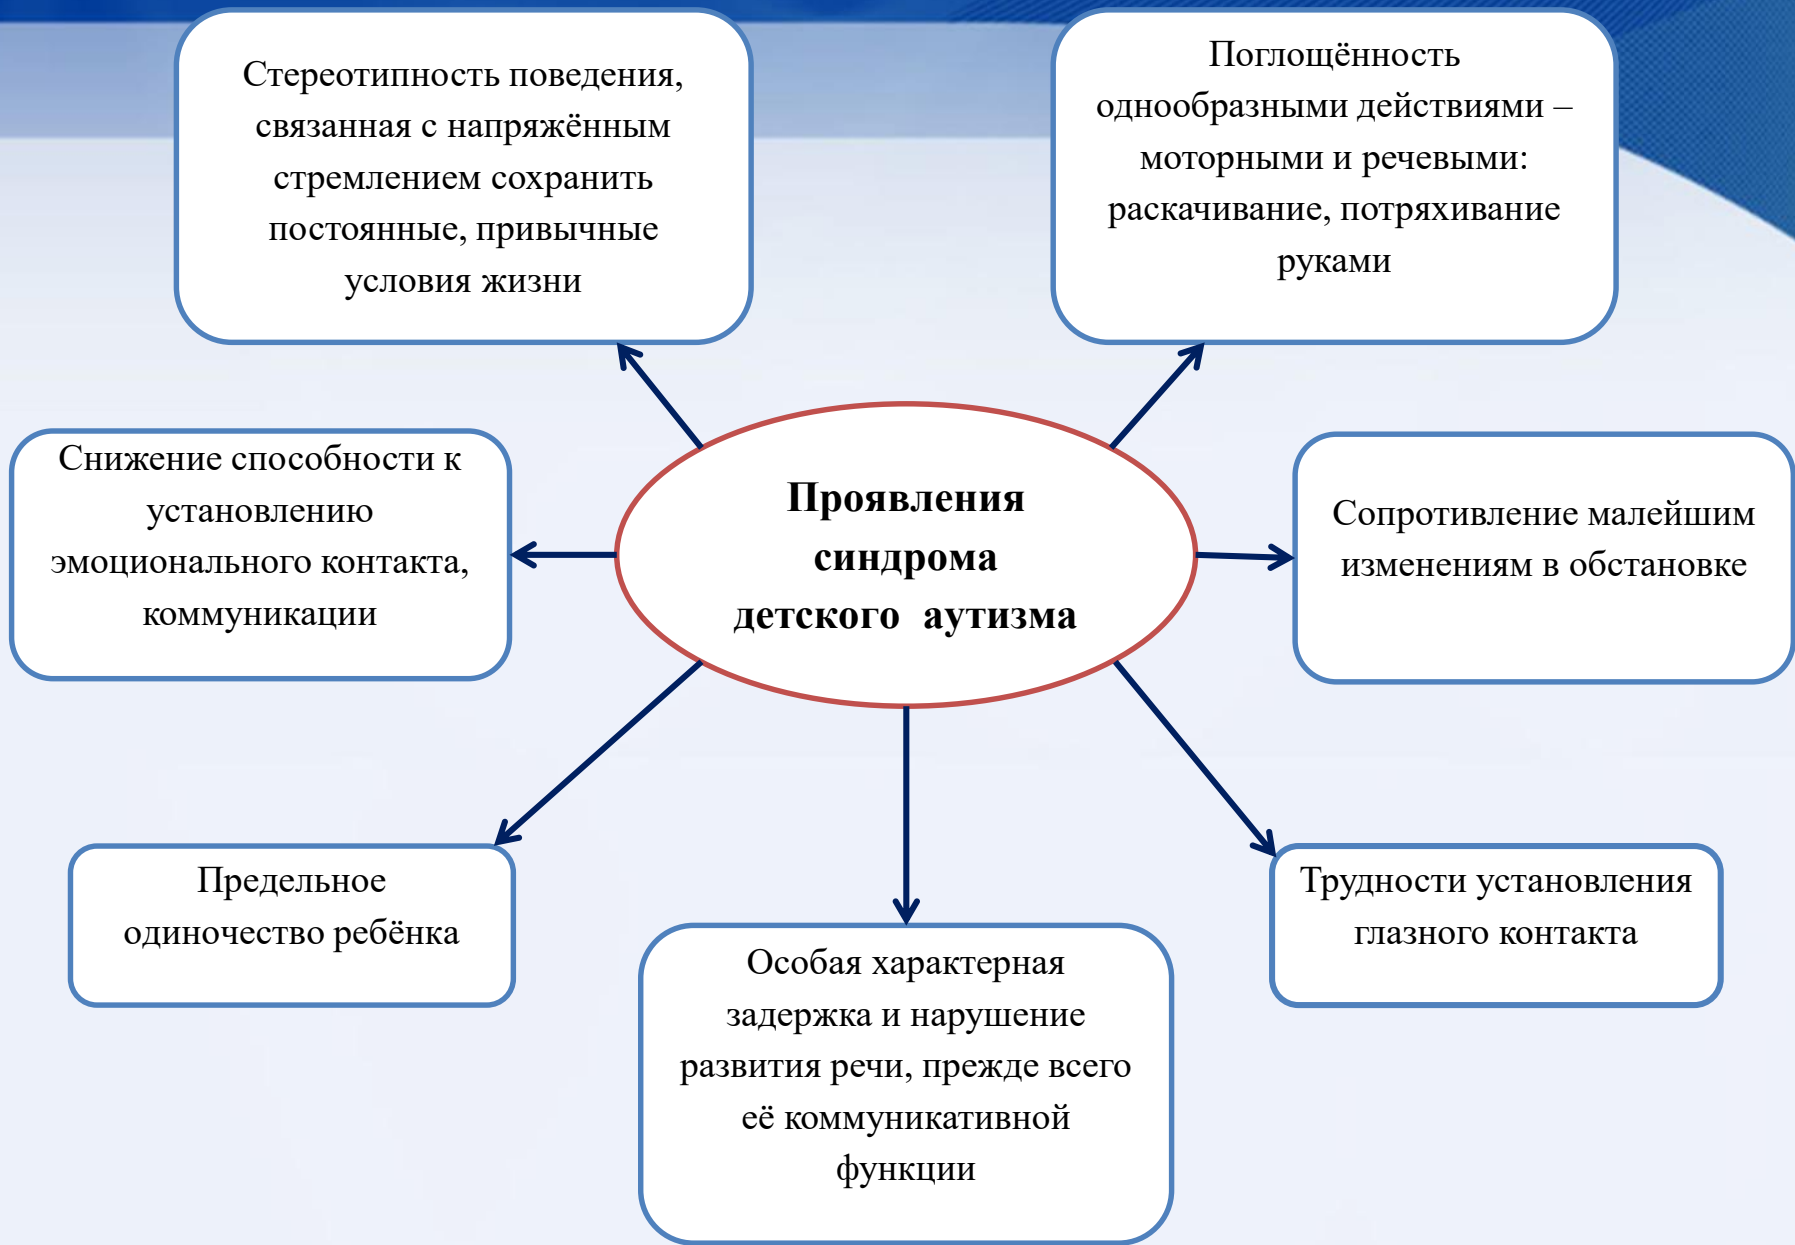 Стереотипность поведения,
связанная с напряжённым
стремлением сохранить
постоянные, привычные
условия жизни
Поглощённость
однообразными действиями –
моторными и речевыми:
раскачивание, потряхивание
руками
Снижение способности к
установлению
эмоционального контакта,
коммуникации
Проявления
синдрома
детского  аутизма
Сопротивление малейшим
изменениям в обстановке
Предельное
одиночество ребёнка
Особая характерная
задержка и нарушение
развития речи, прежде всего
её коммуникативной
функции
Трудности установления
глазного контакта